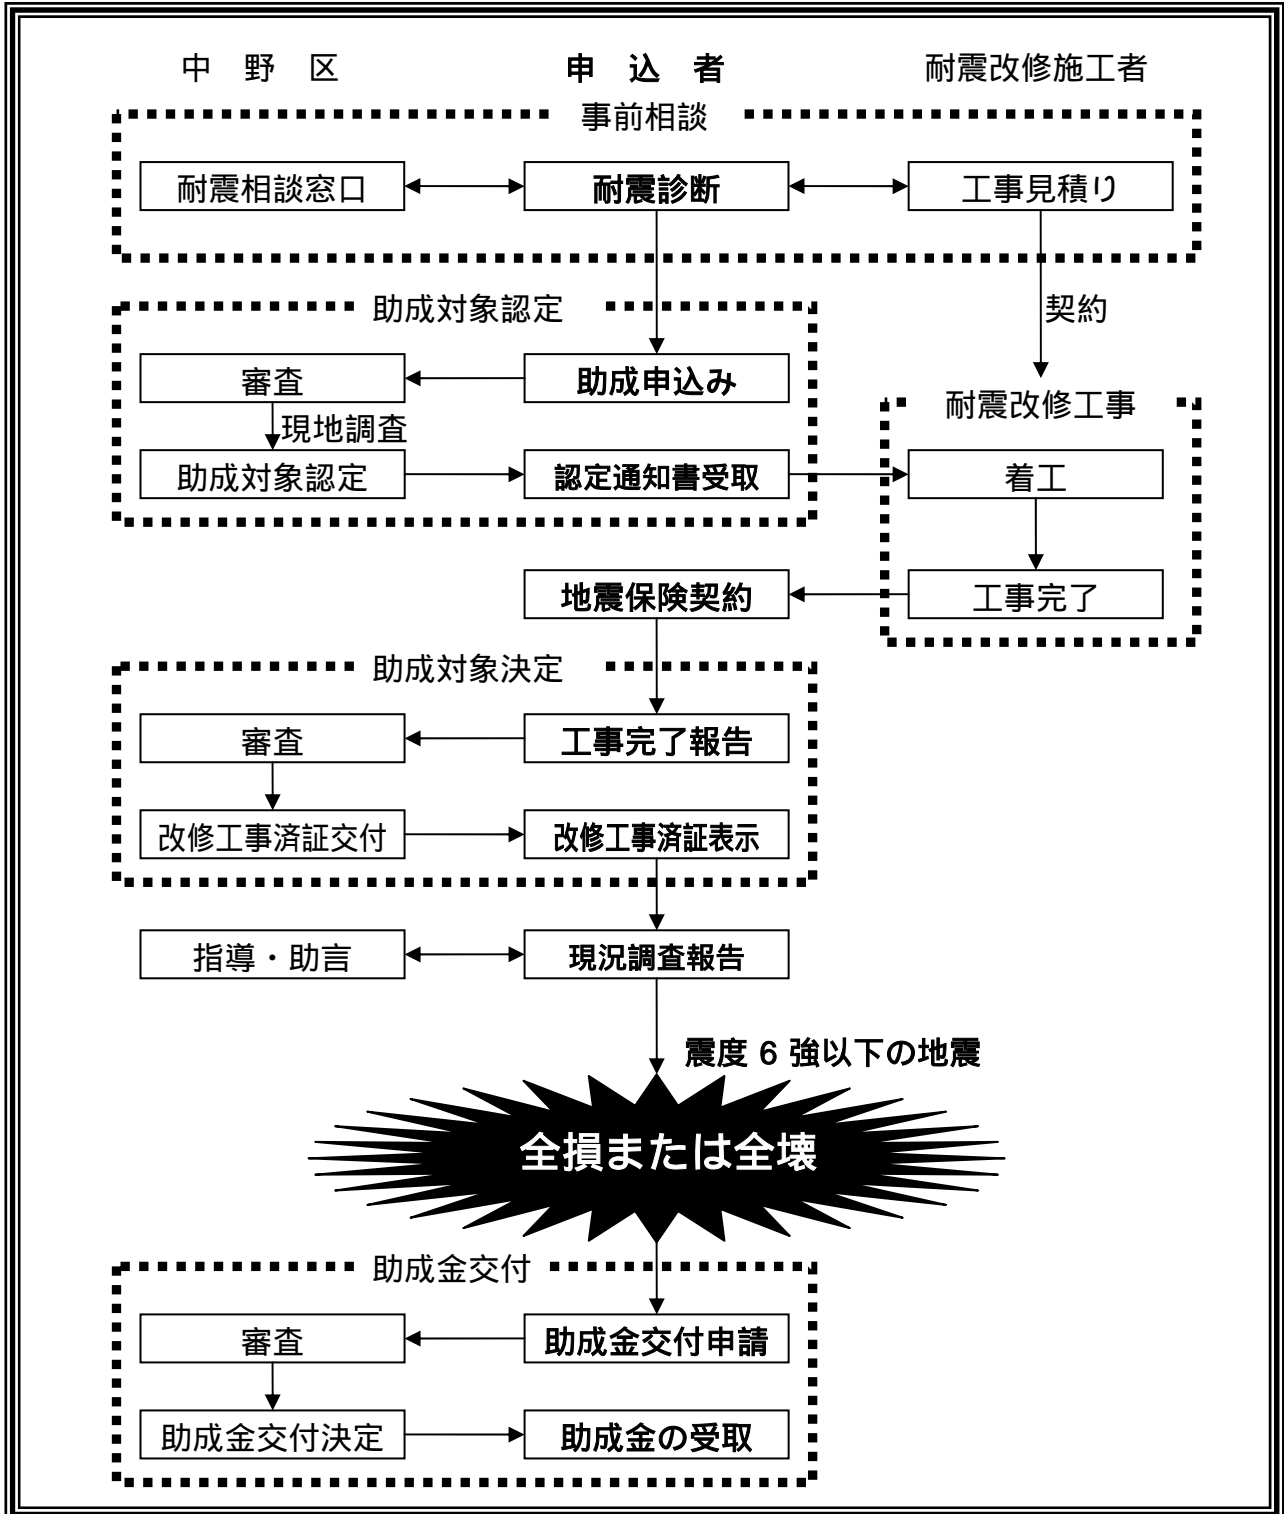 中 野 区
申 込 者
耐震改修施工者
事前相談
耐震相談窓口
耐震診断
工事見積り
契約
助成対象認定
審査
助成申込み
現地調査
耐震改修工事
助成対象認定
認定通知書受取
着工
地震保険契約
工事完了
助成対象決定
審査
工事完了報告
改修工事済証交付
改修工事済証表示
指導・助言
現況調査報告
震度 6 強以下の地震
全損または全壊
助成金交付
審査
助成金交付申請
助成金交付決定
助成金の受取